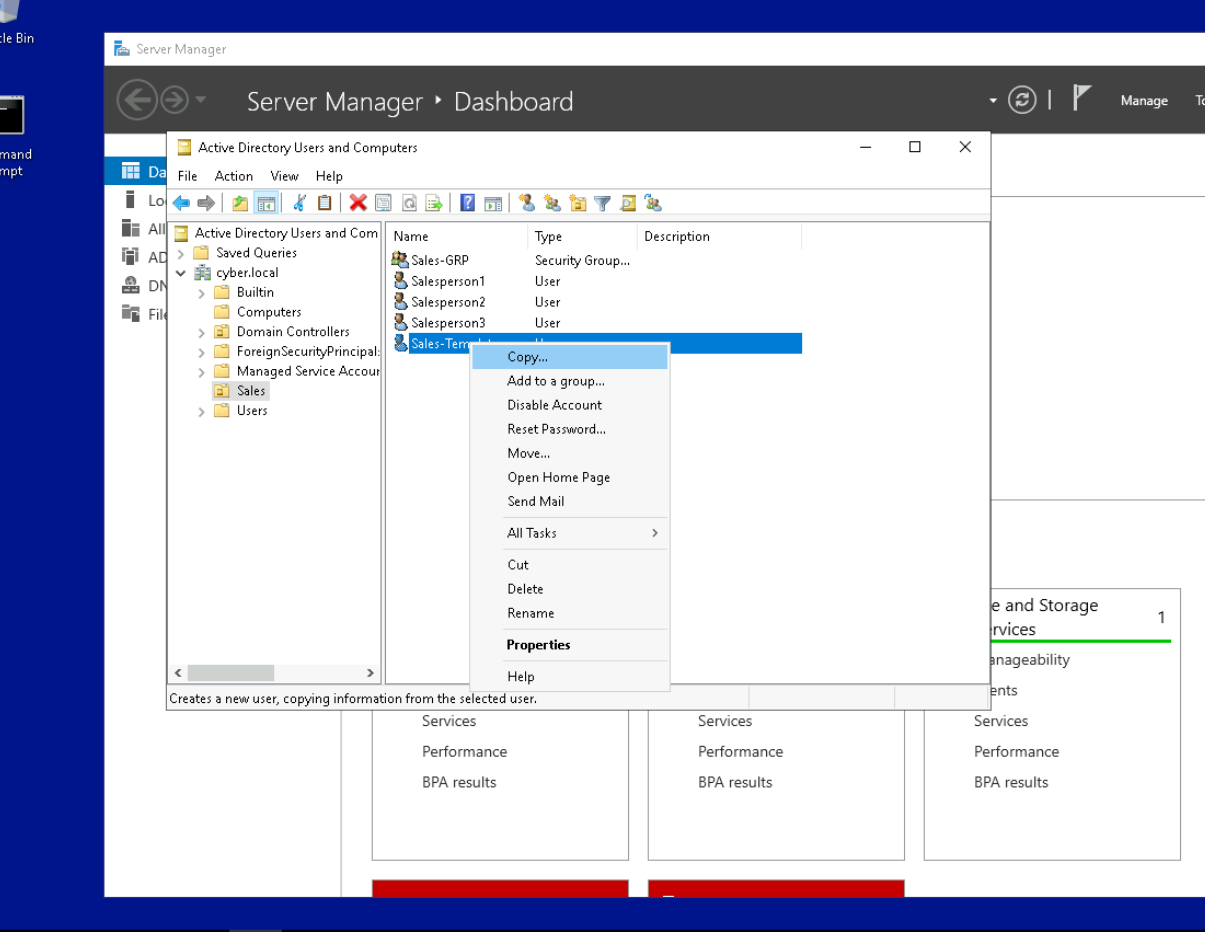 cle Bin
Server Manager
Server Manager ‣ Dashboard
Manage
mand
mpt
Active Directory Users and Computers
File Action View Help
Active Directory Users and Com
Saved Queries
cyber.local
Builtin
Computers
Domain Controllers
ForeignSecurityPrincipal:
Managed Service Accour
Sales
Users
Name Type Description
Sales-GRP Security Group...
Salesperson1 User
Salesperson2 User
Salesperson3 User
Sales-Temp
Copy...
Add to a group...
Disable Account
Reset Password...
Move...
Open Home Page
Send Mail
All Tasks
Cut
Delete
Rename
Properties
Help
Creates a new user, copying information from the selected user.
Da
Lo
All
AD
DN
File
Services
Performance
BPA results
Services
Performance
BPA results
e and Storage 1
rvices
anageability
ents
Services
Performance
BPA results